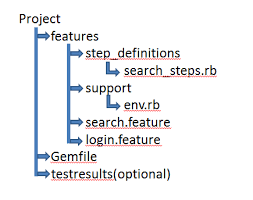 Project
features
step_definitions
search_steps.rb
support
env.rb
search.feature
login.feature
Gemfile
testresults(optional)